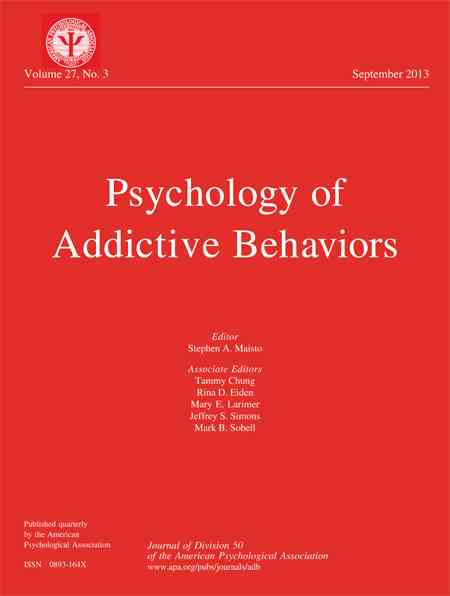 AMERICAN PSYCHOLOGICAL ASSOCIATION
Volume 27, No. 3
September 2013
Psychology of
Addictive Behaviors
Editor
Stephen A. Maisto
Associate Editors
Tammy Chung
Rina D. Eiden
Mary E. Larimer
Jeffrey S. Simons
Mark B. Sobell
Published quarterly
by the American
Psychological Association
ISSN 0893-164X
Journal of Division 50
of the American Psychological Association
www.apa.org/pubs/journals/adb